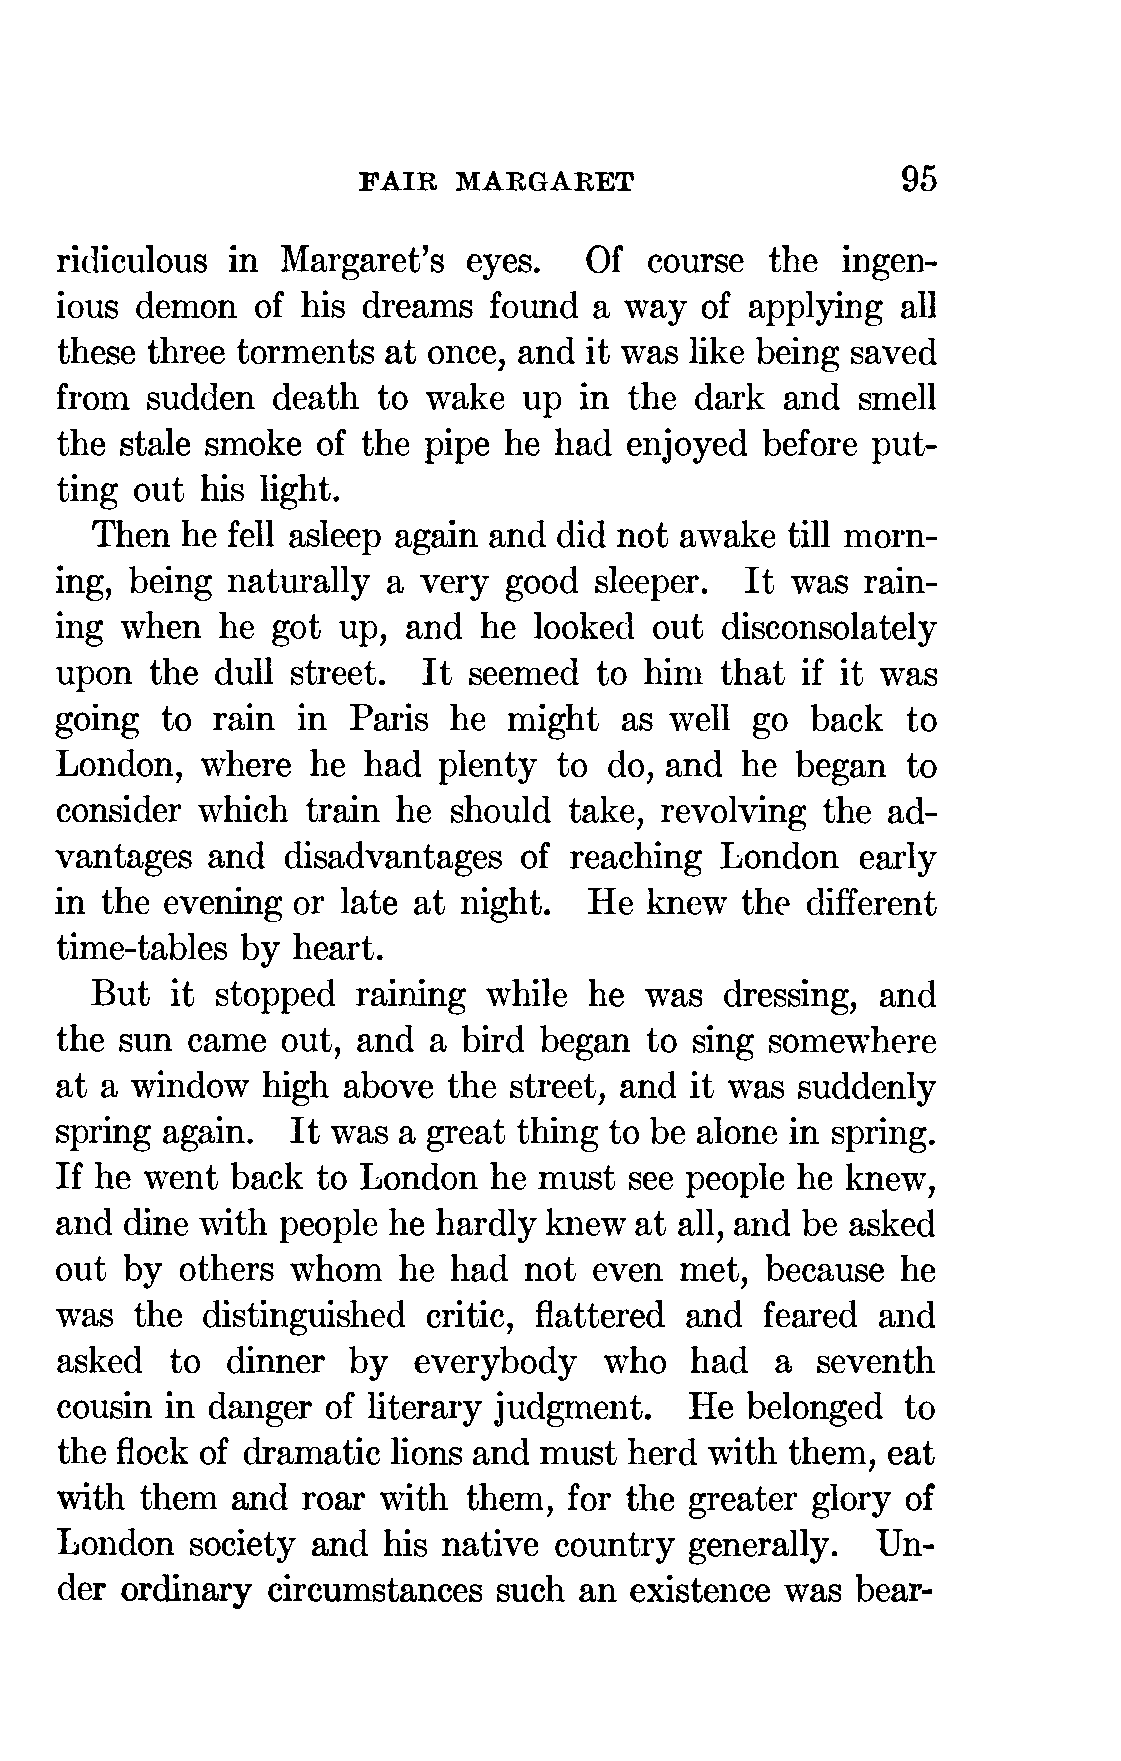 FAIR MARGARET 95
ridiculous in Margaret's eyes. Of course the ingen-
ious demon of his dreams found a way of applying all
these three torments at once, and it was like being saved
from sudden death to wake up in the dark and smell
the stale smoke of the pipe he had enjoyed before put-
ting out his light.
Then he fell asleep again and did not awake till morn-
ing, being naturally a very good sleeper. It was rain-
ing when he got up, and he looked out disconsolately
upon the dull street. It seemed to him that if it was
going to rain in Paris he might as well go back to
London, where he had plenty to do, and he began to
consider which train he should take, revolving the ad-
vantages and disadvantages of reaching London early
in the evening or late at night. He knew the different
time-tables by heart.
But it stopped raining while he was dressing, and
the sun came out, and a bird began to sing somewhere
at a window high above the street, and it was suddenly
spring again. It was a great thing to be alone in spring.
If he went back to London he must see people he knew,
and dine with people he hardly knew at all, and be asked
out by others whom he had not even met, because he
was the distinguished critic, flattered and feared and
asked to dinner by everybody who had a seventh
cousin in danger of literary judgment. He belonged to
the flock of dramatic lions and must herd with them, eat
with them and roar with them, for the greater glory of
London society and his native country generally. Un-
der ordinary circumstances such an existence was bear-